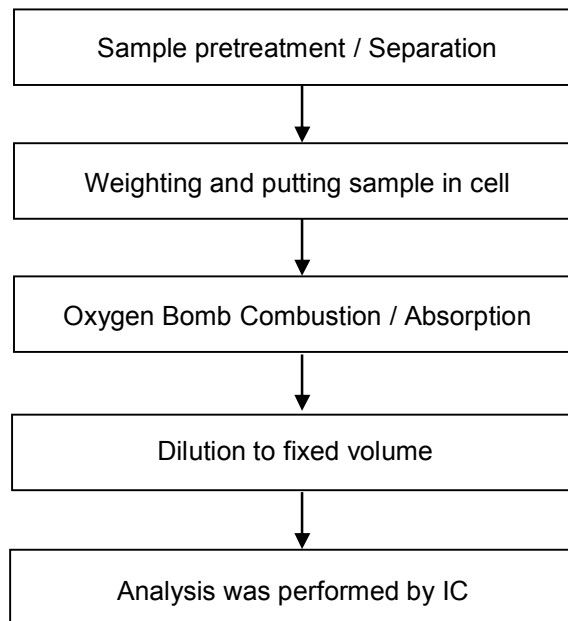 Sample pretreatment / Separation
Weighting and putting sample in cell
Oxygen Bomb Combustion / Absorption
Dilution to fixed volume
Analysis was performed by IC